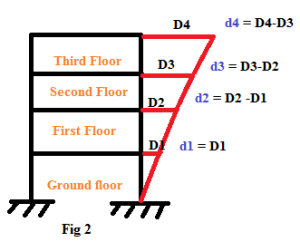 D4 d4 = D4-D3
Third Floor D3 d3 = D3-D2
Second Floor D2 d2 = D2 -D1
First Floor D1 d1 = D1
Ground floor
Fig 2